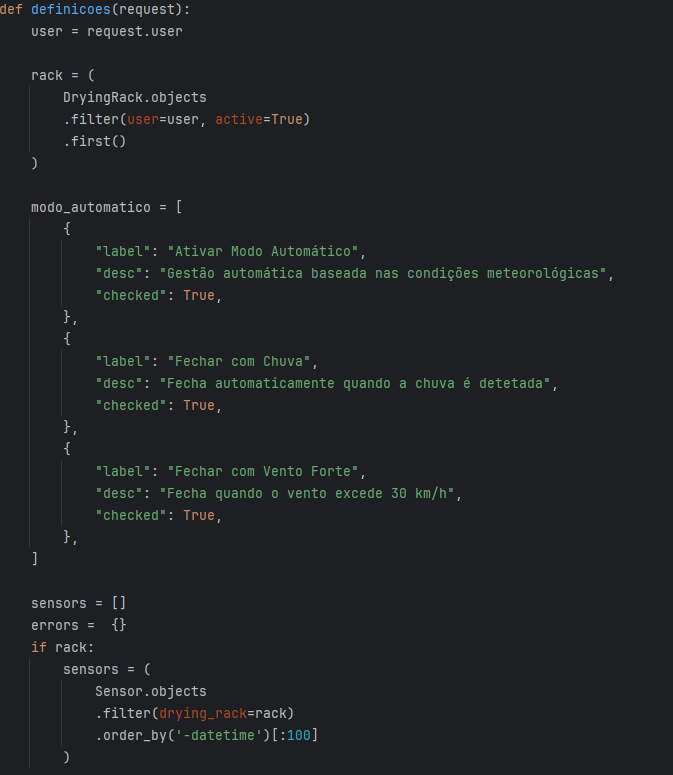 def definicoes(request):
    user = request.user

    rack = (
        DryingRack.objects
        .filter(user=user, active=True)
        .first()
    )

    modo_automatico = [
        {
            "label": "Ativar Modo Automático",
            "desc": "Gestão automática baseada nas condições meteorológicas",
            "checked": True,
        },
        {
            "label": "Fechar com Chuva",
            "desc": "Fecha automaticamente quando a chuva é detetada",
            "checked": True,
        },
        {
            "label": "Fechar com Vento Forte",
            "desc": "Fecha quando o vento excede 30 km/h",
            "checked": True,
        },
    ]

    sensors = []
    errors =  {}
    if rack:
        sensors = (
            Sensor.objects
            .filter(drying_rack=rack)
            .order_by('-datetime')[:100]
        )